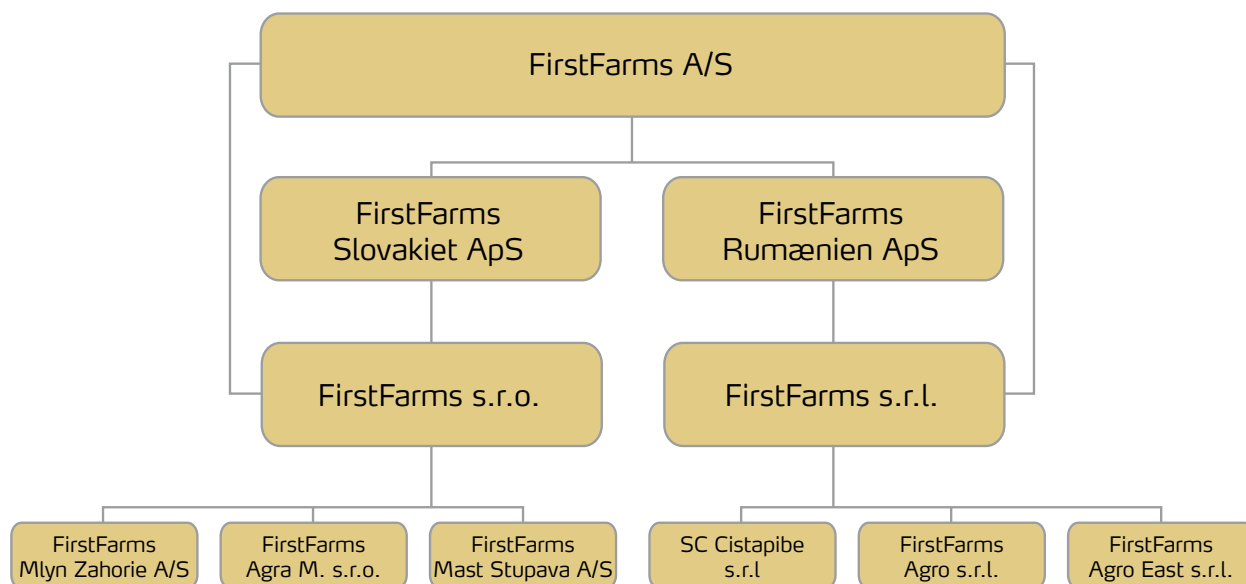 FirstFarms A/S
FirstFarms
Slovakiet ApS
FirstFarms
Rumænien ApS
FirstFarms s.r.o.
FirstFarms s.r.l.
FirstFarms
Mlyn Zahorie A/S
FirstFarms
Agra M. s.r.o.
FirstFarms
Mast Stupava A/S
SC Cistapibe
s.r.l
FirstFarms
Agro s.r.l.
FirstFarms
Agro East s.r.l.